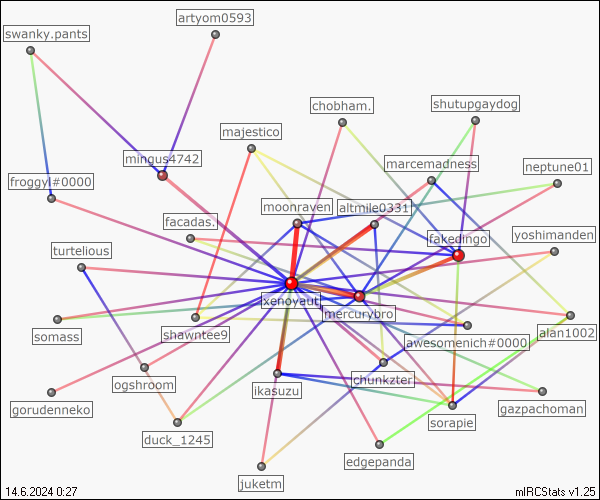 artyom0593
swanky.pants
chobham.
shutupgaydog
majestico
mingus4742
marcemadness
neptune01
froggyl#0000
moonraven
altmile0331
facadas.
fakedingo
yoshimanden
turtelious
xenoyaut
mercurybro
somass
shawntee9
awesomenich#0000
alan1002
ogshroom
ikasuzu
chunkzter
gorudenneko
gazpachoman
sorapie
duck_1245
edgepanda
juketm
14.6.2024 0:27
mIRCStats v1.25